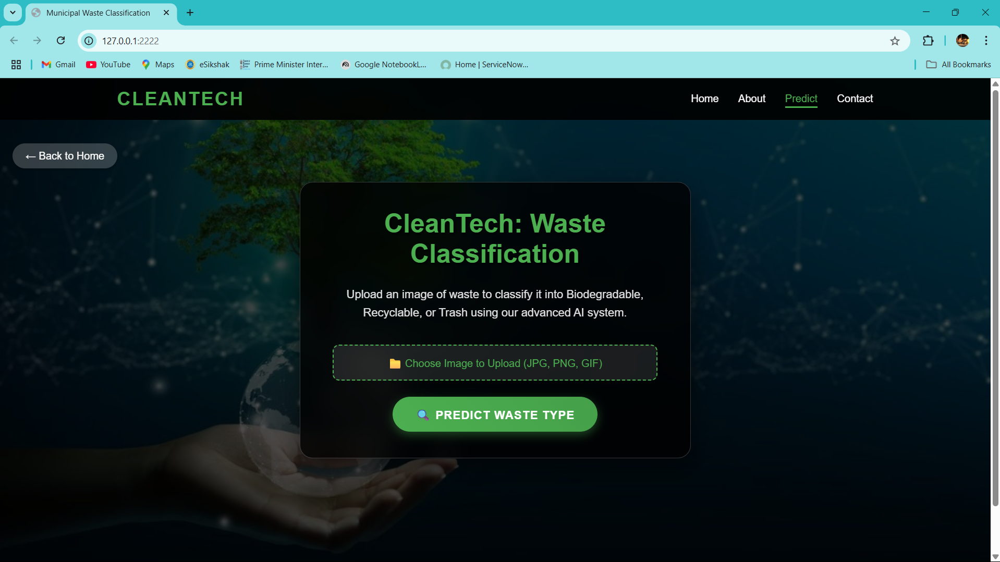 Municipal Waste Classification
127.0.0.1:2222
Gmail
YouTube
Maps
eSikshak
Prime Minister Inter...
Google NotebookL...
Home | ServiceNow...
All Bookmarks
CLEANTECH
Home
About
Predict
Contact
← Back to Home
CleanTech: Waste
Classification
Upload an image of waste to classify it into Biodegradable,
Recyclable, or Trash using our advanced AI system.
Choose Image to Upload (JPG, PNG, GIF)
PREDICT WASTE TYPE